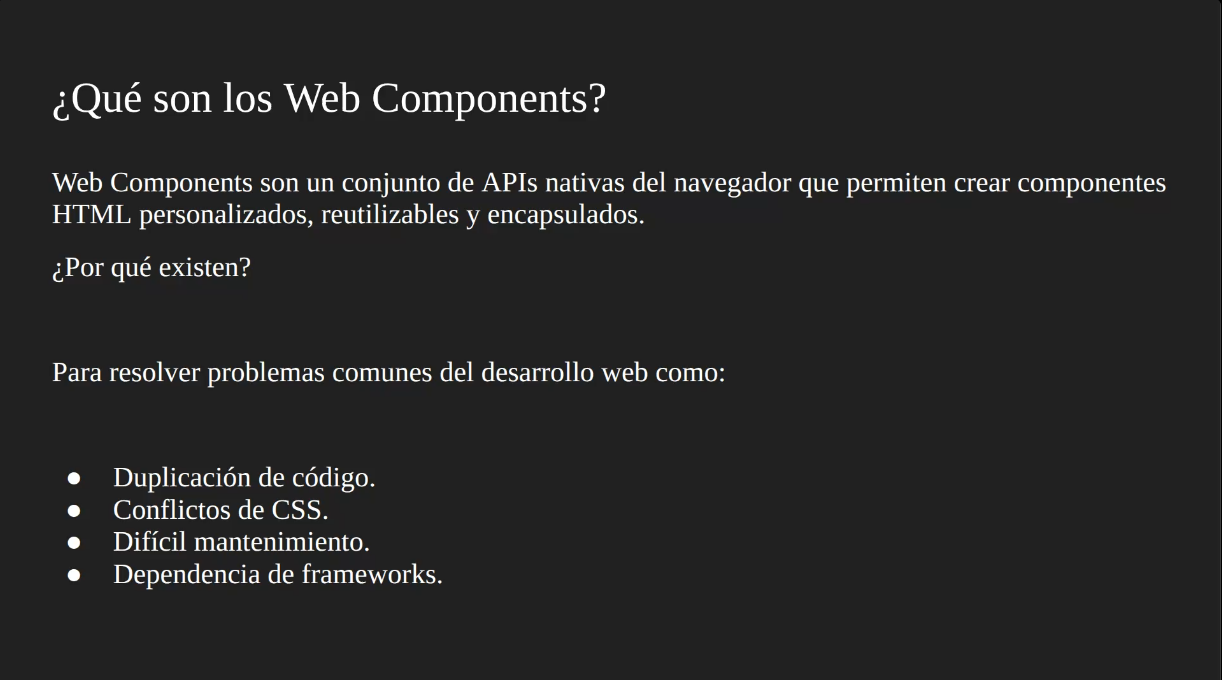 ¿Qué son los Web Components?
Web Components son un conjunto de APIs nativas del navegador que permiten crear componentes
HTML personalizados, reutilizables y encapsulados.
¿Por qué existen?
Para resolver problemas comunes del desarrollo web como:
● Duplicación de código.
● Conflictos de CSS.
● Difícil mantenimiento.
● Dependencia de frameworks.